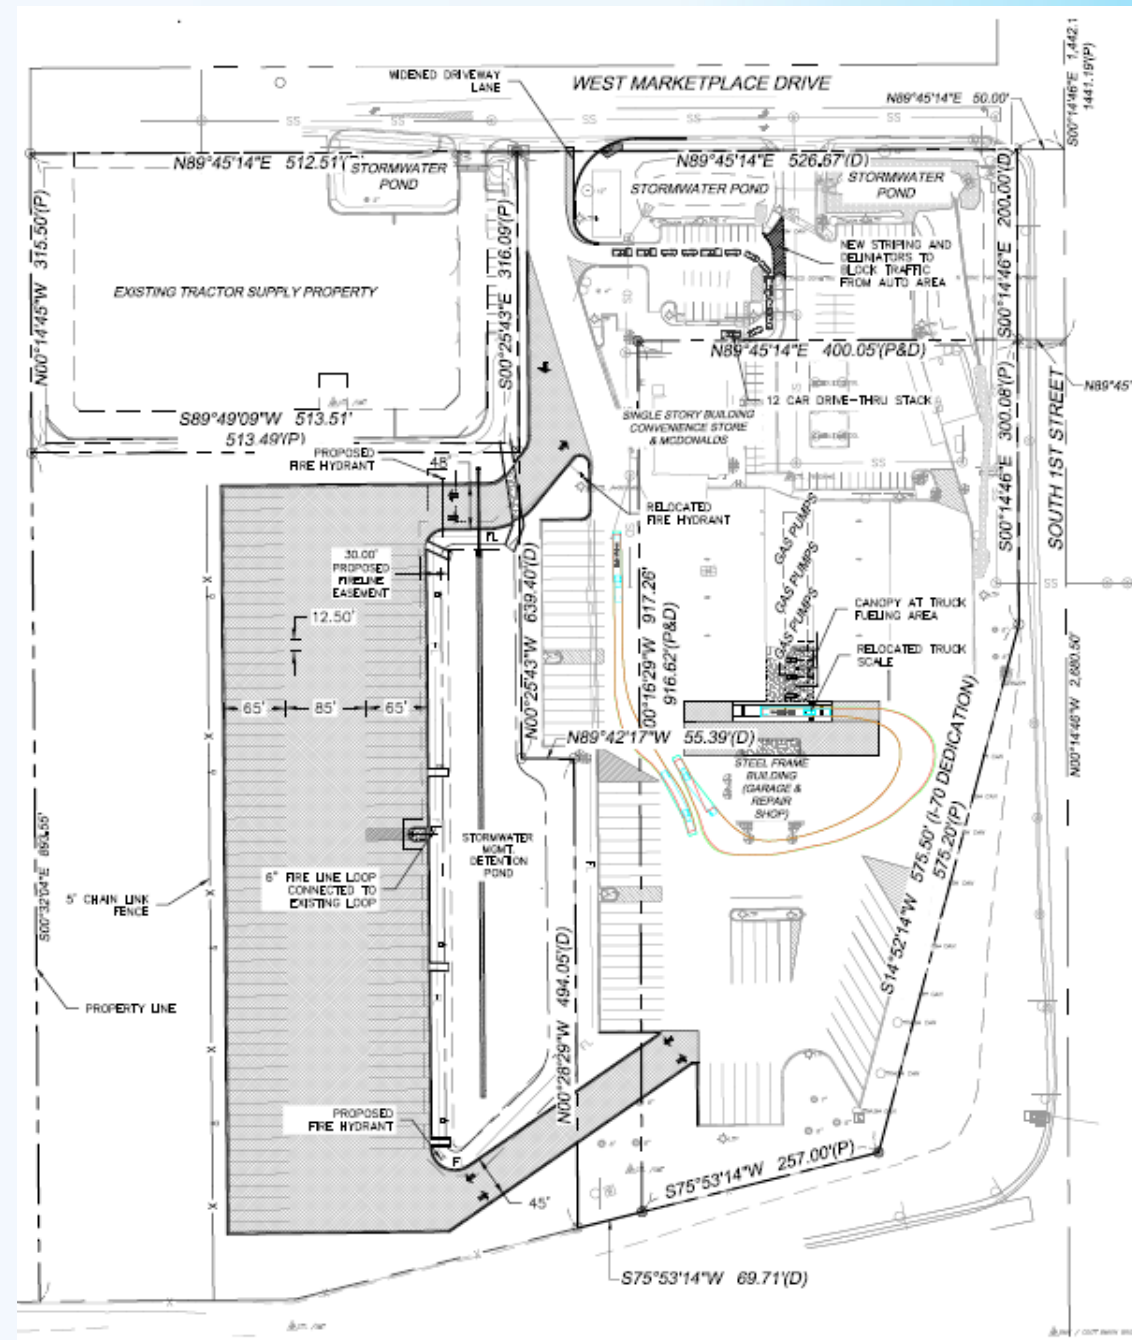 WIDENED DRIVEWAY
LANE
WEST MARKETPLACE DRIVE
N89°45'14"E 50.00'
S00°14'46"E 1,442.1
1441.19'(P)
SS
SS
SS
SS
N89°45'14"E 512.51'(
STORMWATER
POND
N89°45'14"E 526.67'(D)
STORMWATER POND
STORMWATER
POND
N00°14'45"W 315.50'(P)
S00°25'43"E 316.09'(P)
S00°14'46"E 200.00'(D)
EXISTING TRACTOR SUPPLY PROPERTY
NEW STRIPING AND
DELINIATORS TO
BLOCK TRAFFIC
FROM AUTO AREA
N89°45'14"E 400.05'(P&D)
N89°45'
12 CAR DRIVE-THRU STACK
SINGLE STORY BUILDING
CONVENIENCE STORE
& MCDONALDS
S89°49'09"W 513.51'
513.49'(P)
PROPOSED
FIRE HYDRANT
48'
S00°14'46"E 300.08'(P)
SOUTH 1ST STREET
SS
RELOCATED
FIRE HYDRANT
GAS PUMPS
GAS PUMPS
GAS PUMPS
FL
30.00'
PROPOSED
FIRELINE
EASEMENT
12.50'
N00°25'43"W 639.40'(D)
00°16'29"W 917.26'
916.62'(P&D)
CANOPY AT TRUCK
FUELING AREA
RELOCATED TRUCK
SCALE
SS
N00°14'46"W 2,680.50'
65'
85'
65'
N89°42'17"W 55.39'(D)
STEEL FRAME
BUILDING
(GARAGE &
REPAIR
SHOP)
S14°52'14"W 575.50' (I-70 DEDICATION)
575.20'(P)
STORMWATER
MGMT.
DETENTION
POND
6" FIRE LINE LOOP
CONNECTED TO
EXISTING LOOP
5' CHAIN LINK
FENCE
S00°32'04"E 893.55'
FL
PROPERTY LINE
N00°28'29"W 494.05'(D)
FL
PROPOSED
FIRE HYDRANT
F
45'
S75°53'14"W 257.00'(P)
S75°53'14"W 69.71'(D)